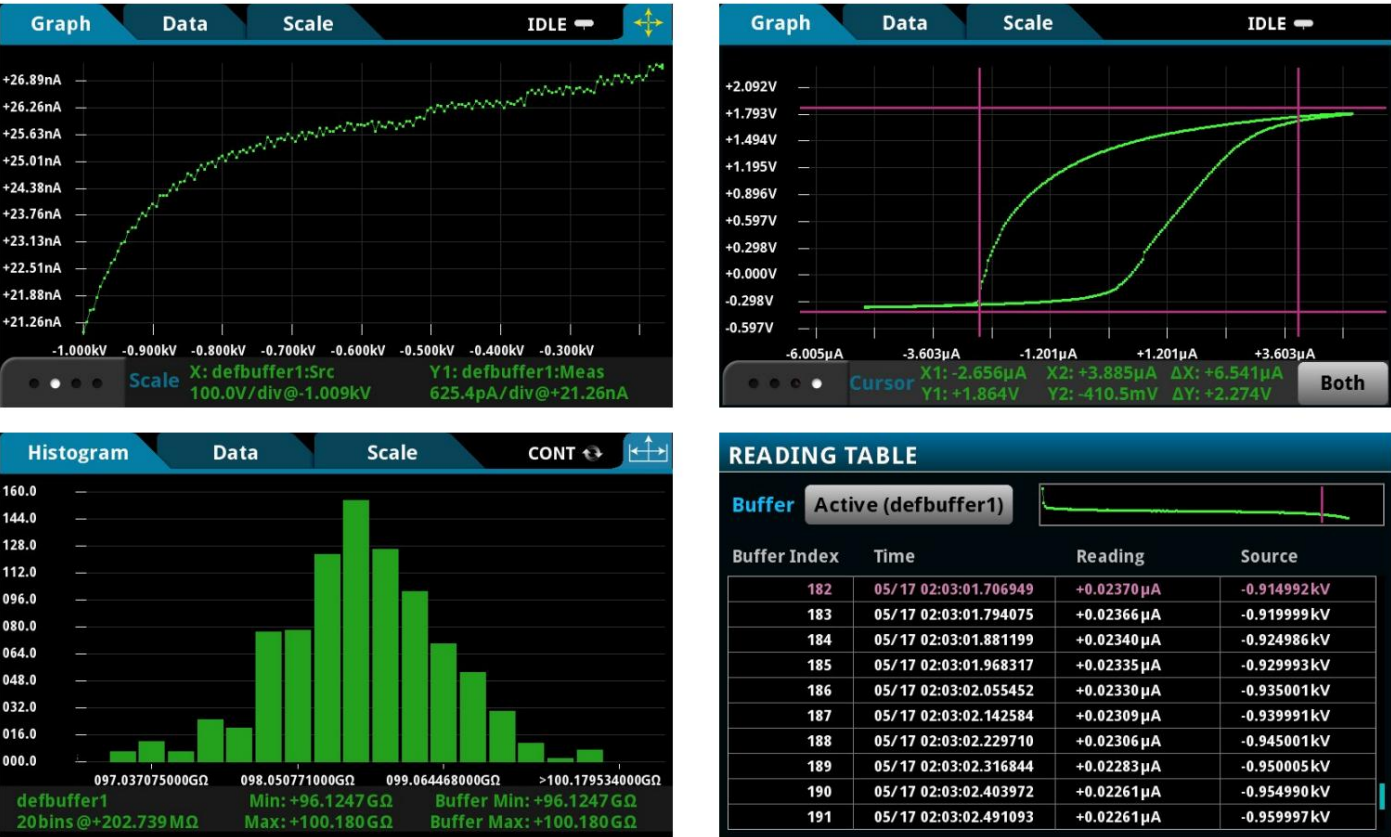 Graph Data Scale IDLE
+26.89nA
+26.26nA
+25.63nA
+25.01nA
+24.38nA
+23.76nA
+23.13nA
+22.51nA
+21.88nA
+21.26nA
-1.000kV -0.900kV -0.800kV -0.700kV -0.600kV -0.500kV -0.400kV -0.300kV
Scale X: defbuffer1:Src Y1: defbuffer1:Meas
100.0V/div@-1.009kV 625.4pA/div@+21.26nA
Graph Data Scale IDLE
+2.092V
+1.793V
+1.494V
+1.195V
+0.896V
+0.597V
+0.298V
+0.000V
-0.298V
-0.597V
-6.005µA -3.603µA -1.201µA +1.201µA +3.603µA
Cursor X1: -2.656µA X2: +3.885µA ΔX: +6.541µA
Y1: +1.864V Y2: -410.5mV ΔY: +2.274V
Both
Histogram Data Scale CONT
160.0
144.0
128.0
112.0
096.0
080.0
064.0
048.0
032.0
016.0
000.0
097.037075000GΩ 098.050771000GΩ 099.064468000GΩ >100.179534000GΩ
defbuffer1 Min: +96.1247GΩ Buffer Min: +96.1247GΩ
20bins@+202.739MΩ Max: +100.180GΩ Buffer Max: +100.180GΩ
READING TABLE
Buffer Active (defbuffer1)
Buffer Index Time Reading Source
182 05/17 02:03:01.706949 +0.02370µA -0.914992kV
183 05/17 02:03:01.794075 +0.02366µA -0.919999kV
184 05/17 02:03:01.881199 +0.02340µA -0.924986kV
185 05/17 02:03:01.968317 +0.02335µA -0.929993kV
186 05/17 02:03:02.055452 +0.02330µA -0.935001kV
187 05/17 02:03:02.142584 +0.02309µA -0.939991kV
188 05/17 02:03:02.229710 +0.02306µA -0.945001kV
189 05/17 02:03:02.316844 +0.02283µA -0.950005kV
190 05/17 02:03:02.403972 +0.02261µA -0.954990kV
191 05/17 02:03:02.491093 +0.02261µA -0.959997kV